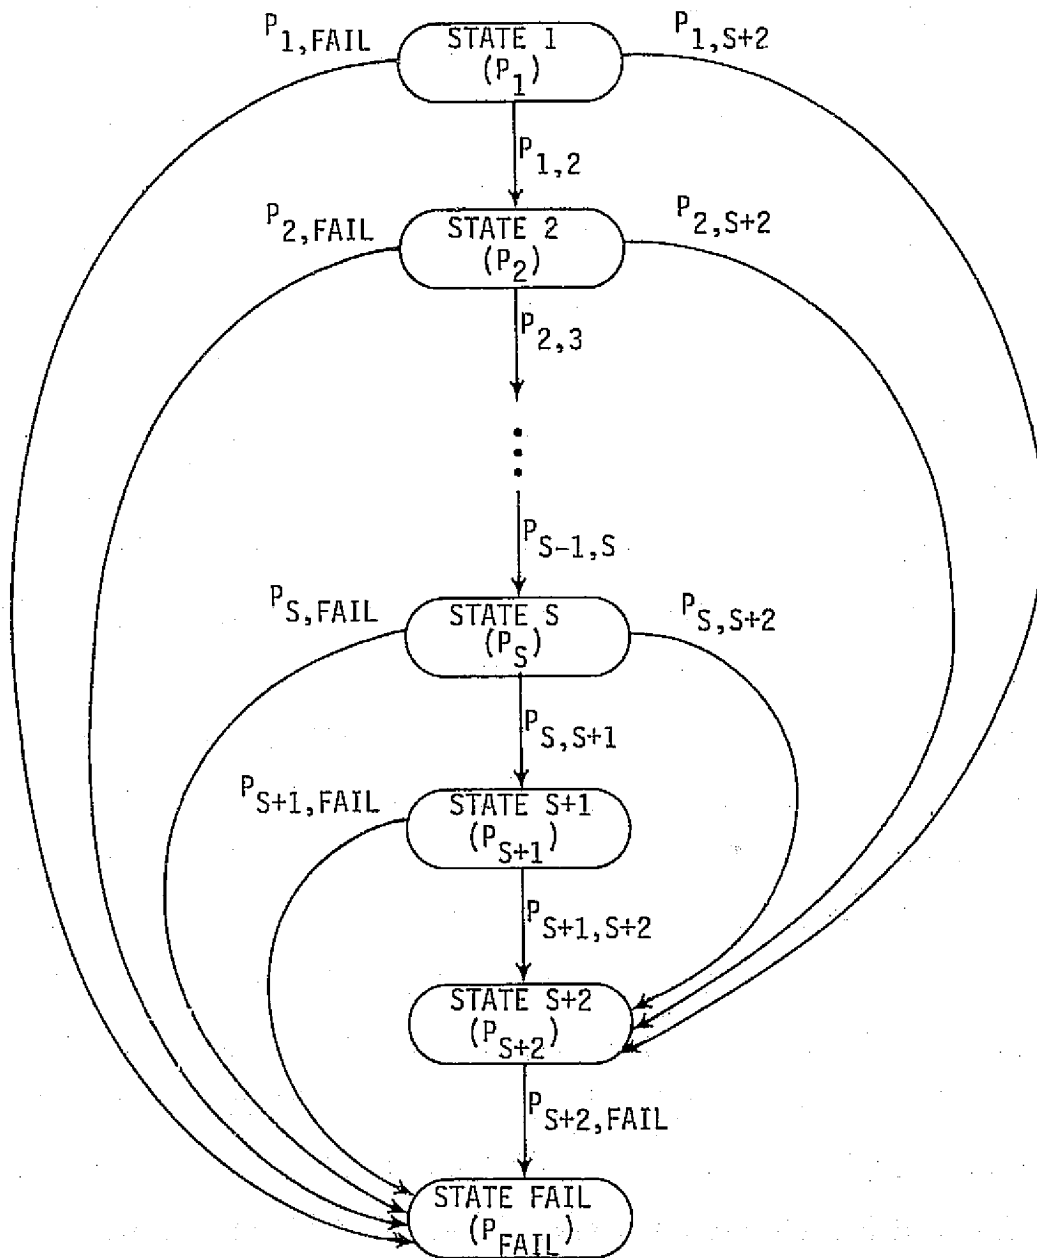 P1,FAIL
STATE 1
(P1)
P1,S+2
P1,2
P2,FAIL
STATE 2
(P2)
P2,S+2
P2,3
PS-1,S
PS,FAIL
STATE S
(PS)
PS,S+2
PS,S+1
PS+1,FAIL
STATE S+1
(PS+1)
PS+1,S+2
STATE S+2
(PS+2)
PS+2,FAIL
STATE FAIL
(PFAIL)